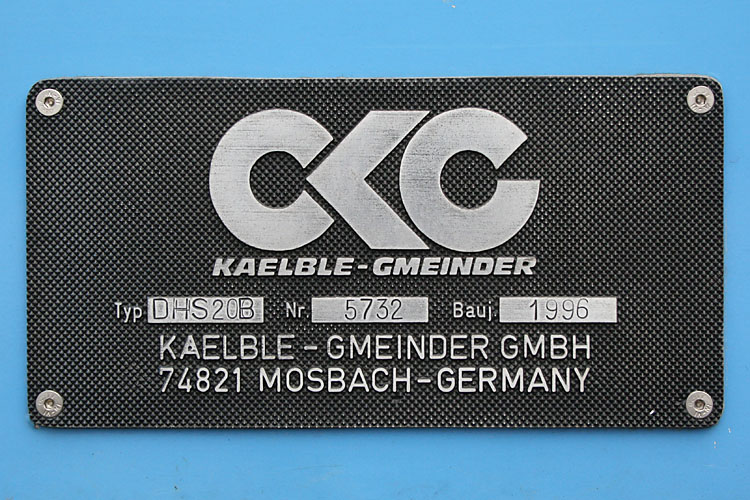 CKG
KAELBLE-GMEINDER
Typ DHS20B Nr. 5732 Bauj. 1996
KAELBLE-GMEINDER GMBH
74821 MOSBACH-GERMANY